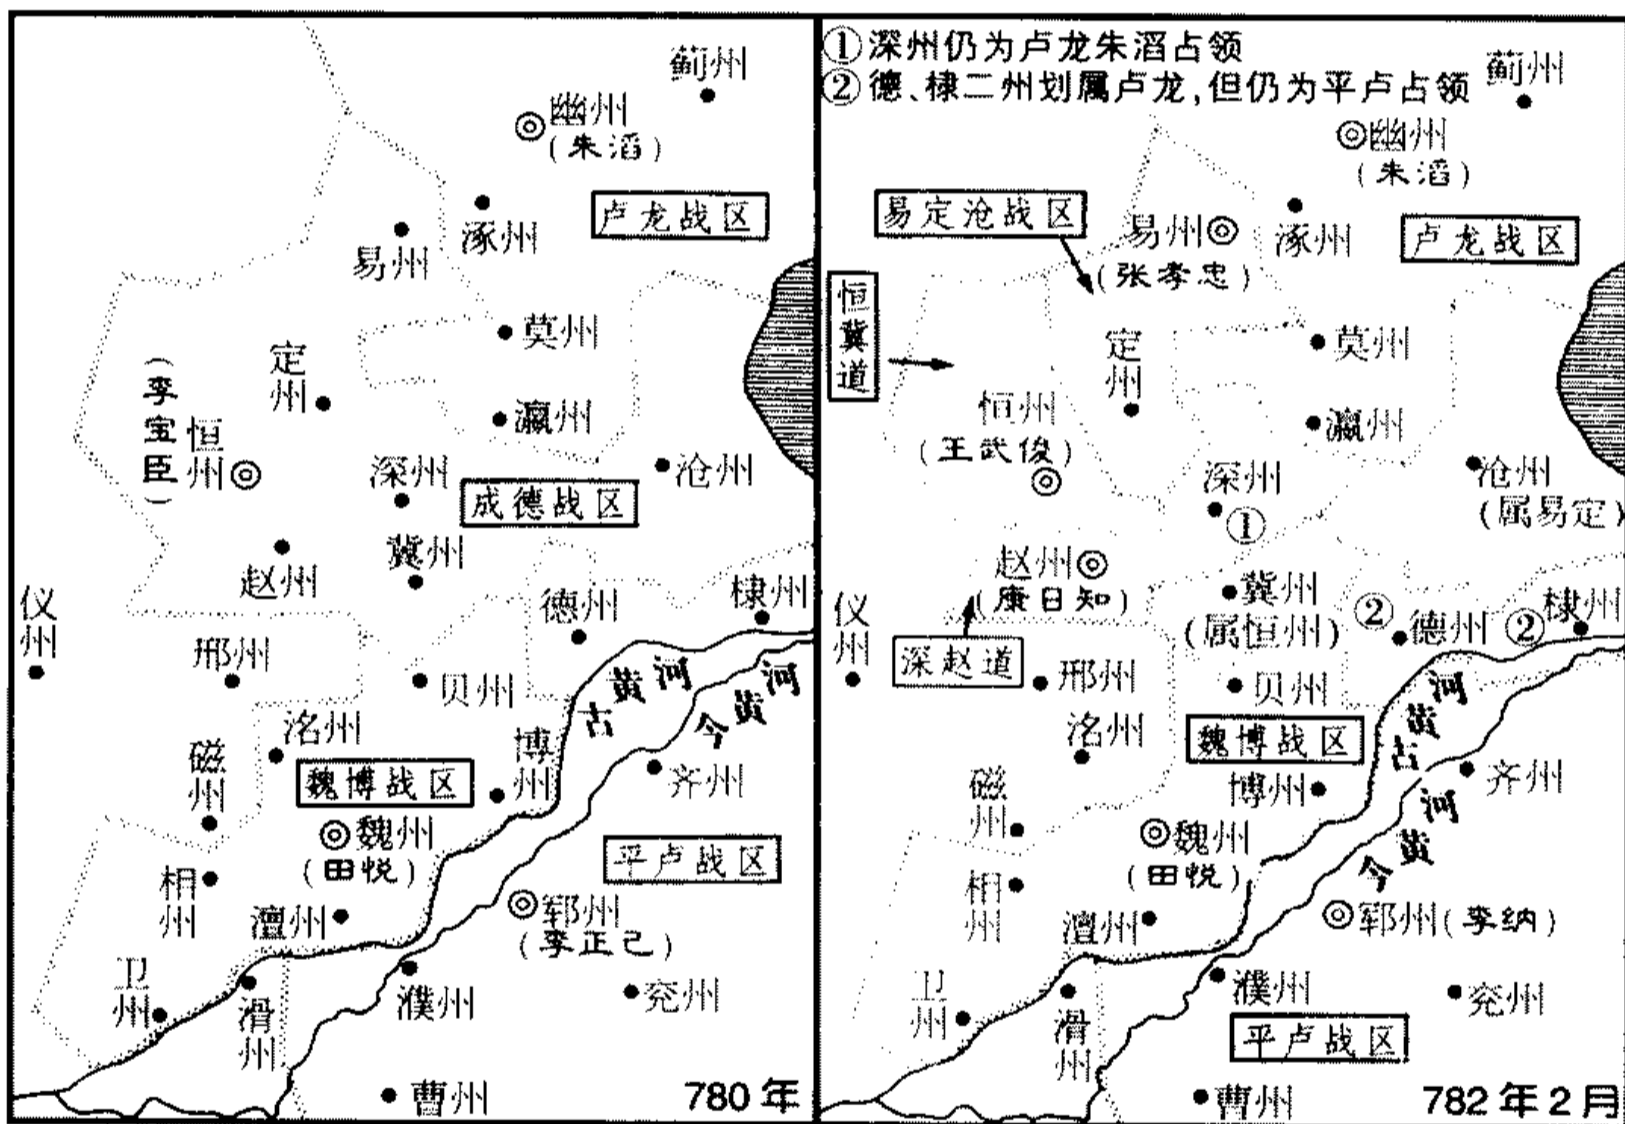 蓟州
幽州
(朱滔)
卢龙战区
涿州
易州
莫州
定州
(李宝臣)
恒州
瀛州
深州
沧州
成德战区
冀州
赵州
仪州
德州
棣州
邢州
贝州
古黄河
今黄河
洺州
磁州
博州
魏博战区
齐州
魏州
(田悦)
平卢战区
相州
澶州
郓州
(李正己)
卫州
滑州
濮州
兖州
曹州
780年
①深州仍为卢龙朱滔占领
②德、棣二州划属卢龙,但仍为平卢占领
蓟州
幽州
(朱滔)
易定沧战区
易州
(张孝忠)
涿州
卢龙战区
恒冀道
定州
莫州
恒州
(王武俊)
瀛州
深州
①
沧州
(属易定)
赵州
(康日知)
冀州
(属恒州)
仪州
②
德州
②
棣州
深赵道
邢州
贝州
古黄河
今黄河
洺州
魏博战区
博州
齐州
磁州
魏州
(田悦)
相州
澶州
郓州(李纳)
卫州
滑州
濮州
兖州
平卢战区
曹州
782年2月